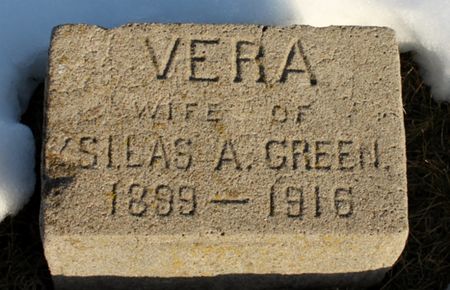 VERA
WIFE OF
SILAS A. GREEN.
1899 — 1916